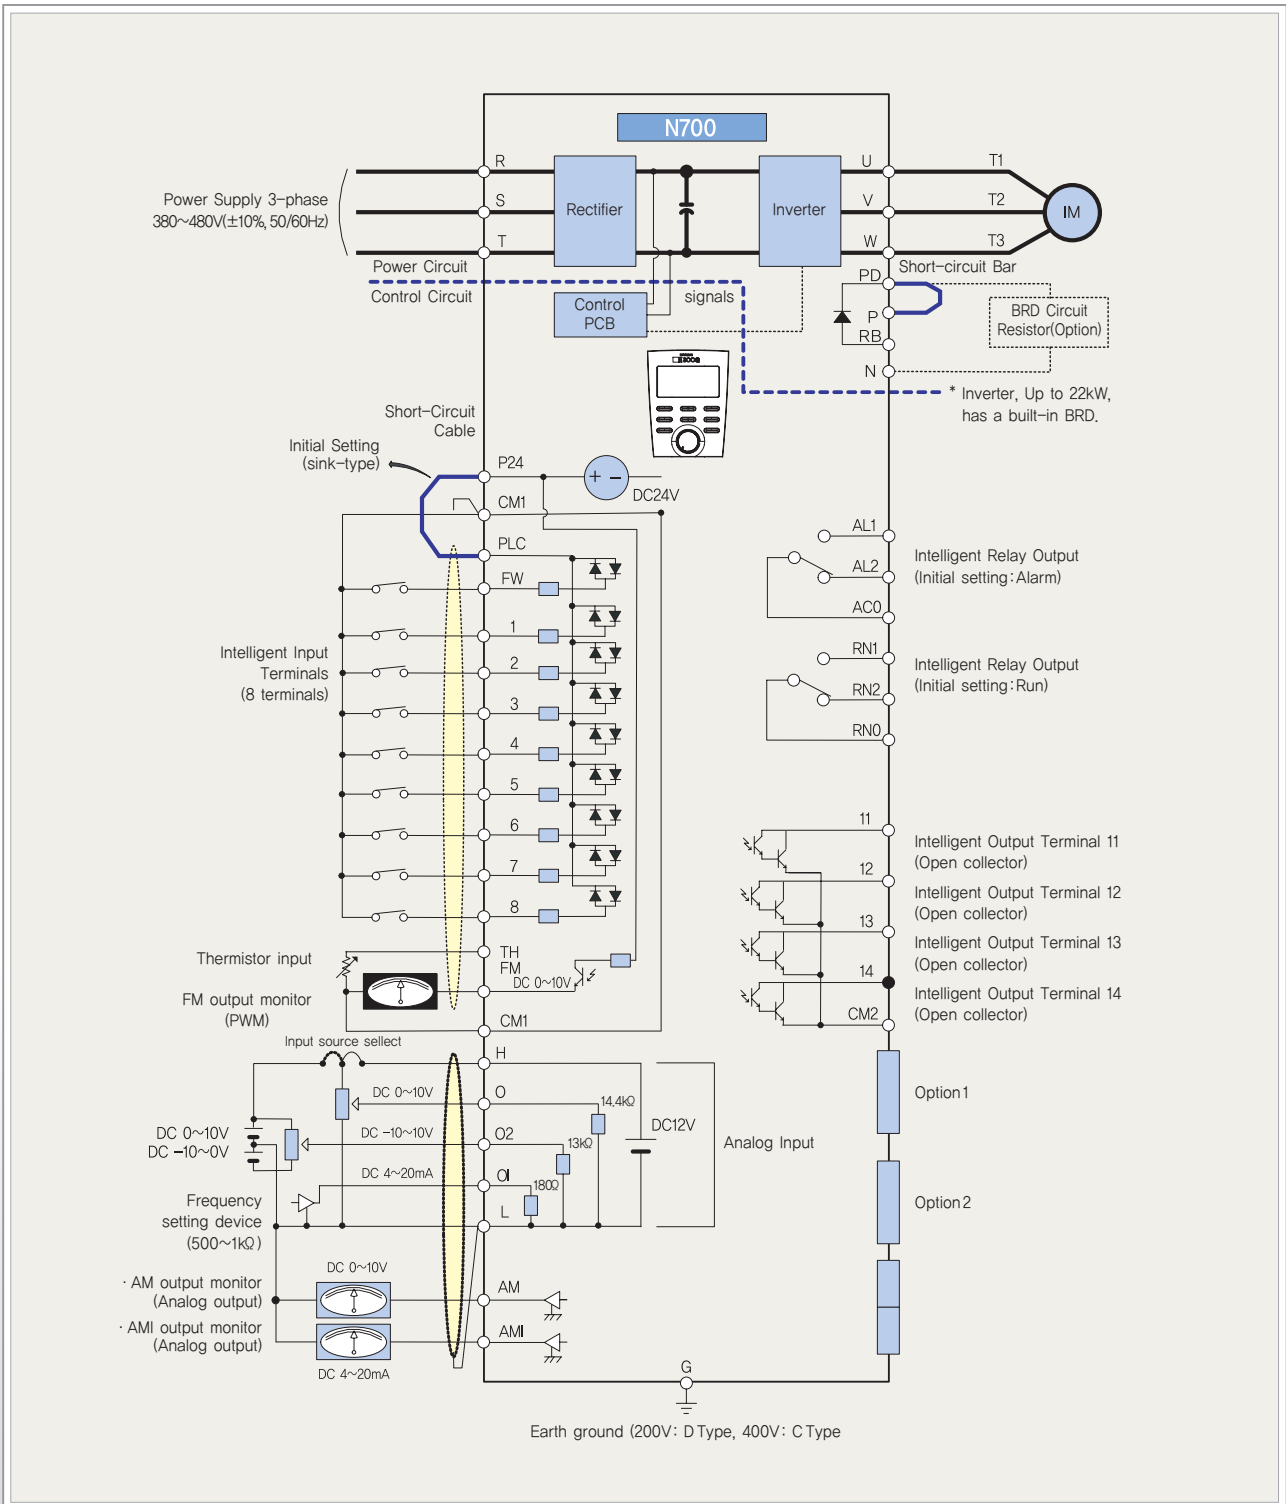 N700
R
S
T
Rectifier
Inverter
U
V
W
T1
T2
T3
IM
Power Supply 3-phase
380~480V(±10%, 50/60Hz)
Power Circuit
Control Circuit
signals
Control
PCB
Short-circuit Bar
PD
P
RB
N
BRD Circuit
Resistor(Option)
* Inverter, Up to 22kW,
has a built-in BRD.
Short-Circuit
Cable
Initial Setting
(sink-type)
P24
DC24V
+ -
CM1
PLC
FW
1
2
3
4
5
6
7
8
Intelligent Input
Terminals
(8 terminals)
AL1
AL2
AC0
Intelligent Relay Output
(Initial setting:Alarm)
RN1
RN2
RN0
Intelligent Relay Output
(Initial setting:Run)
11
12
13
14
CM2
Intelligent Output Terminal 11
(Open collector)
Intelligent Output Terminal 12
(Open collector)
Intelligent Output Terminal 13
(Open collector)
Intelligent Output Terminal 14
(Open collector)
Thermistor input
TH
FM
DC 0~10V
FM output monitor
(PWM)
CM1
Input source sellect
H
DC 0~10V
O
14.4kΩ
DC -10~10V
O2
13kΩ
DC12V
Analog Input
DC 0~10V
DC -10~0V
DC 4~20mA
OI
180Ω
L
Frequency
setting device
(500~1kΩ)
DC 0~10V
· AM output monitor
(Analog output)
AM
· AMI output monitor
(Analog output)
AMI
DC 4~20mA
Option1
Option2
G
Earth ground (200V: D Type, 400V: C Type